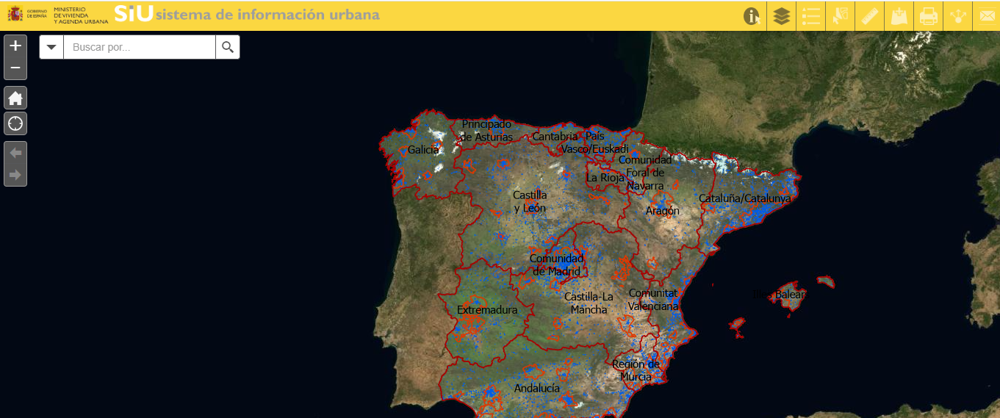 GOBIERNO
DE ESPAÑA
MINISTERIO
DE VIVIENDA
Y AGENDA URBANA
SiU sistema de información urbana
Buscar por...
Principado
de Asturias
Cantabria
País
Vasco/Euskadi
Galicia
Comunidad
Foral de
Navarra
La Rioja
Castilla
y León
Aragón
Cataluña/Catalunya
Comunidad
de Madrid
Castilla-La
Mancha
Comunitat
Valenciana
Illes Balears
Extremadura
Región de
Murcia
Andalucía